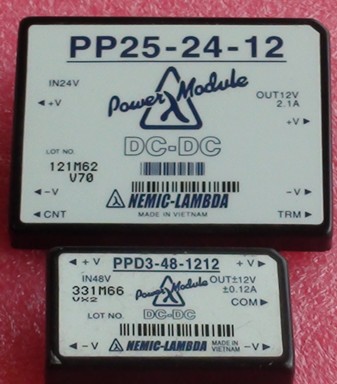 PP25-24-12
IN24V
◄+V
Power Module
OUT12V
2.1A
+V►
DC-DC
LOT NO.
121M62
V70
◄-V
-V►
◄CNT
NEMIC-LAMBDA
MADE IN VIETNAM
TRM►
◄+V
PPD3-48-1212
+V►
IN48V
331M66
VX2
Power Module
OUT±12V
±0.12A
COM►
LOT NO.
DC-DC
◄-V
NEMIC-LAMBDA
MADE IN
VIETNAM
-V►